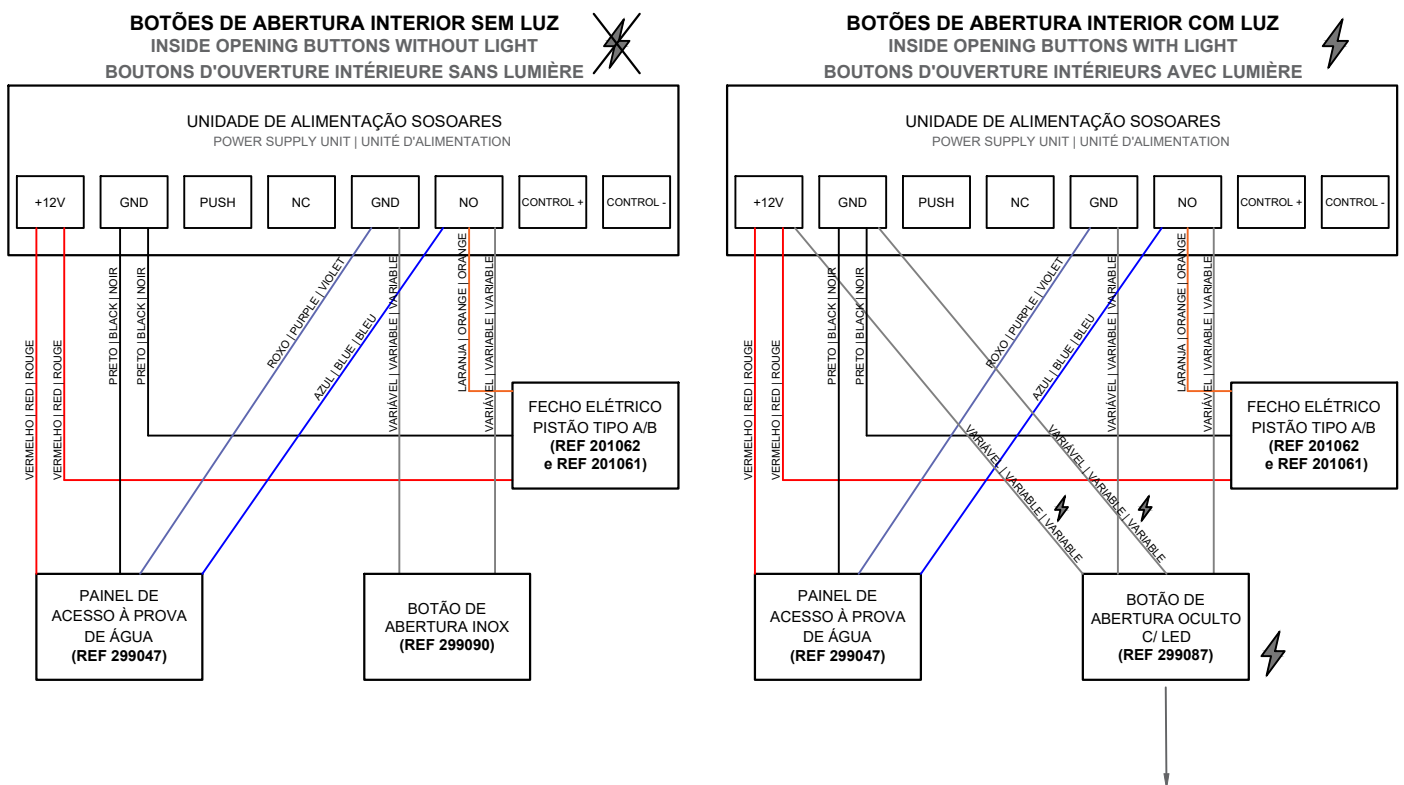 BOTÕES DE ABERTURA INTERIOR SEM LUZ
INSIDE OPENING BUTTONS WITHOUT LIGHT
BOUTONS D'OUVERTURE INTÉRIEURE SANS LUMIÈRE
UNIDADE DE ALIMENTAÇÃO SOSOARES
POWER SUPPLY UNIT | UNITÉ D'ALIMENTATION
+12V
GND
PUSH
NC
GND
NO
CONTROL +
CONTROL -
VERMELHO | RED | ROUGE
VERMELHO | RED | ROUGE
PRETO | BLACK | NOIR
PRETO | BLACK | NOIR
ROXO | PURPLE | VIOLET
AZUL | BLUE | BLEU
VARIÁVEL | VARIABLE | VARIABLE
LARANJA | ORANGE | ORANGE
VARIÁVEL | VARIABLE | VARIABLE
FECHO ELÉTRICO
PISTÃO TIPO A/B
(REF 201062
e REF 201061)
PAINEL DE
ACESSO À PROVA
DE ÁGUA
(REF 299047)
BOTÃO DE
ABERTURA INOX
(REF 299090)
BOTÕES DE ABERTURA INTERIOR COM LUZ
INSIDE OPENING BUTTONS WITH LIGHT
BOUTONS D'OUVERTURE INTÉRIEURS AVEC LUMIÈRE
UNIDADE DE ALIMENTAÇÃO SOSOARES
POWER SUPPLY UNIT | UNITÉ D'ALIMENTATION
+12V
GND
PUSH
NC
GND
NO
CONTROL +
CONTROL -
VERMELHO | RED | ROUGE
VERMELHO | RED | ROUGE
PRETO | BLACK | NOIR
PRETO | BLACK | NOIR
ROXO | PURPLE | VIOLET
AZUL | BLUE | BLEU
VARIÁVEL | VARIABLE | VARIABLE
LARANJA | ORANGE | ORANGE
VARIÁVEL | VARIABLE | VARIABLE
VARIÁVEL | VARIABLE | VARIABLE
VARIÁVEL | VARIABLE | VARIABLE
FECHO ELÉTRICO
PISTÃO TIPO A/B
(REF 201062
e REF 201061)
PAINEL DE
ACESSO À PROVA
DE ÁGUA
(REF 299047)
BOTÃO DE
ABERTURA OCULTO
C/ LED
(REF 299087)